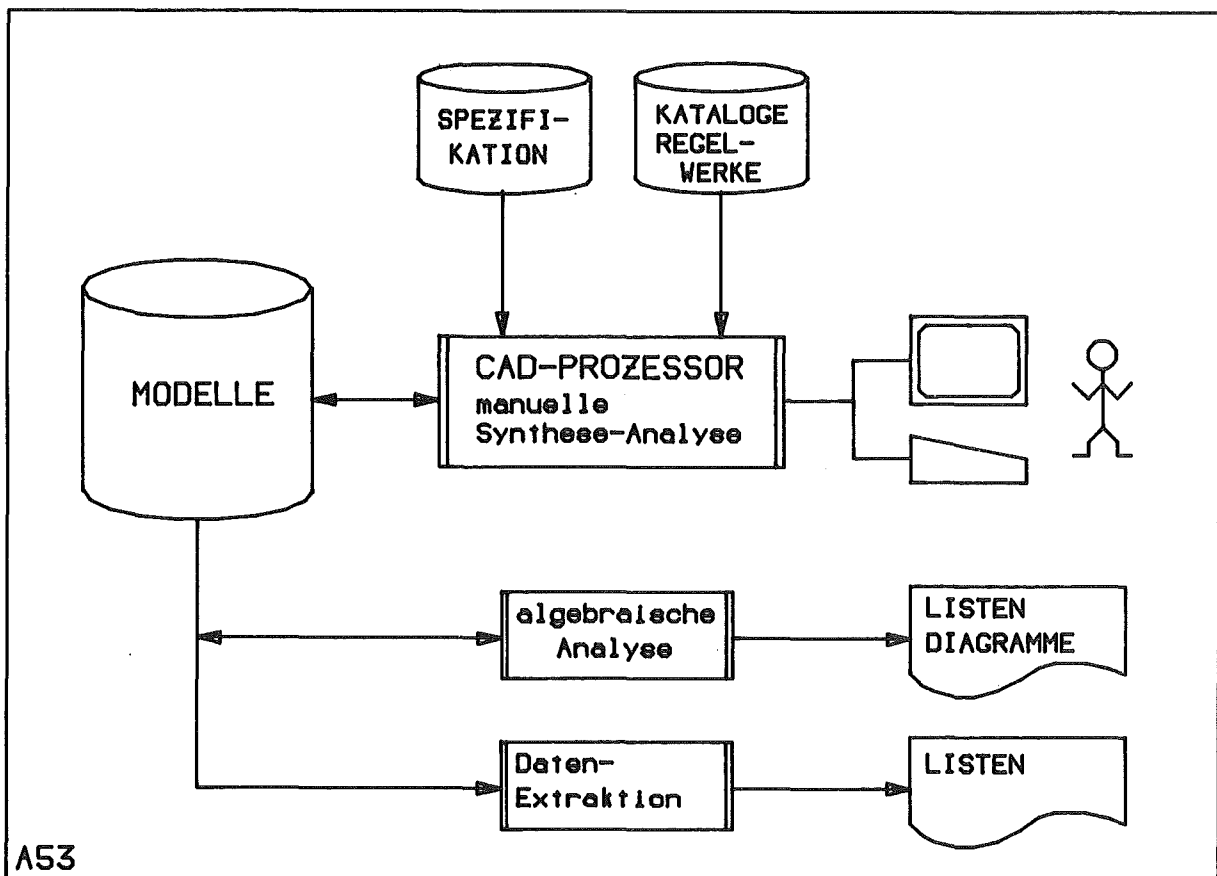 SPEZIFI-
KATION
KATALOGE
REGEL-
WERKE
MODELLE
CAD-PROZESSOR
manuelle
Synthese-Analyse
algebraische
Analyse
LISTEN
DIAGRAMME
Daten-
Extraktion
LISTEN
A53